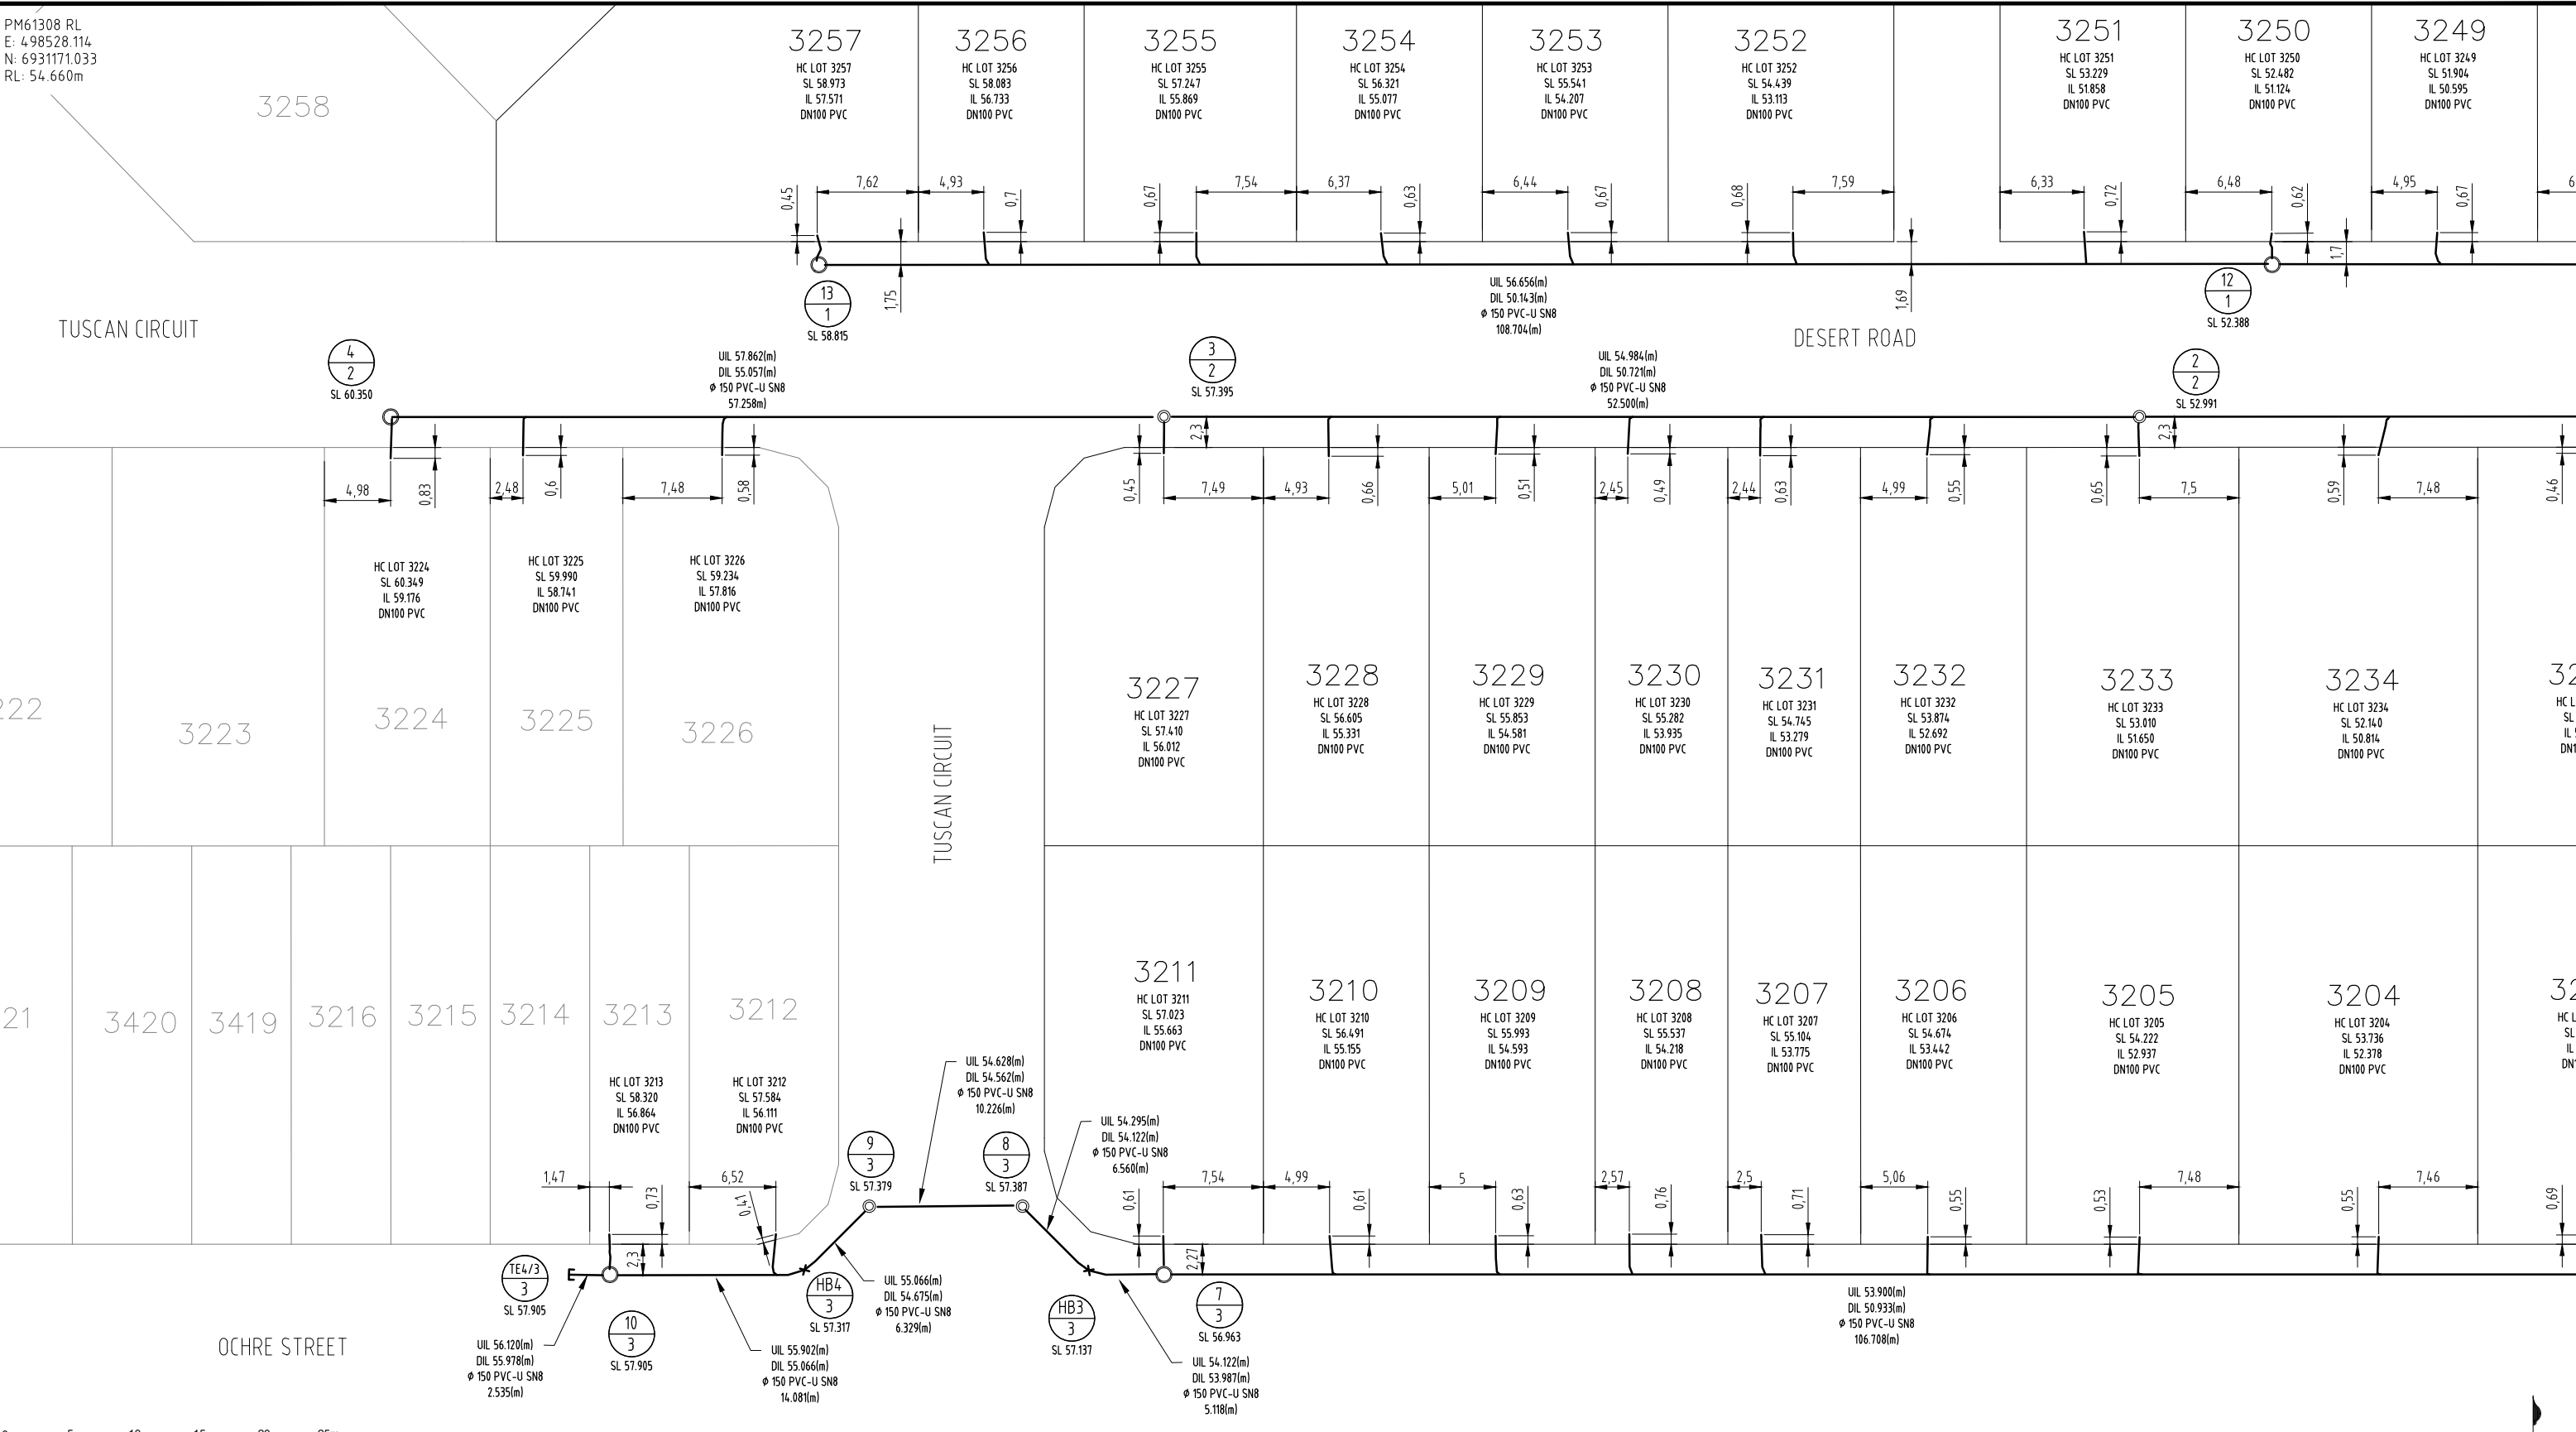 PM61308 RL
E: 498528.114
N: 6931171.033
RL: 54.660m
3258
3257
HC LOT 3257
SL 58.973
IL 57.571
DN100 PVC
3256
HC LOT 3256
SL 58.083
IL 56.733
DN100 PVC
3255
HC LOT 3255
SL 57.247
IL 55.869
DN100 PVC
3254
HC LOT 3254
SL 56.321
IL 55.077
DN100 PVC
3253
HC LOT 3253
SL 55.541
IL 54.207
DN100 PVC
3252
HC LOT 3252
SL 54.439
IL 53.113
DN100 PVC
3251
HC LOT 3251
SL 53.229
IL 51.858
DN100 PVC
3250
HC LOT 3250
SL 52.482
IL 51.124
DN100 PVC
3249
HC LOT 3249
SL 51.904
IL 50.595
DN100 PVC
0,45
7,62
4,93
0,7
0,67
7,54
6,37
0,63
6,44
0,67
0,68
7,59
6,33
0,72
6,48
0,62
4,95
0,67
6
1,75
1,69
1,7
13
1
SL 58.815
UIL 56.656(m)
DIL 50.143(m)
ϕ 150 PVC-U SN8
108.704(m)
12
1
SL 52.388
TUSCAN CIRCUIT
DESERT ROAD
4
2
SL 60.350
UIL 57.862(m)
DIL 55.057(m)
ϕ 150 PVC-U SN8
57.258m)
3
2
SL 57.395
UIL 54.984(m)
DIL 50.721(m)
ϕ 150 PVC-U SN8
52.500(m)
2
2
SL 52.991
4,98
0,83
2,48
0,6
7,48
0,58
0,45
2,3
7,49
4,93
0,66
5,01
0,51
2,45
0,49
2,44
0,63
4,99
0,55
0,65
2,3
7,5
0,59
7,48
0,46
HC LOT 3224
SL 60.349
IL 59.176
DN100 PVC
HC LOT 3225
SL 59.990
IL 58.741
DN100 PVC
HC LOT 3226
SL 59.234
IL 57.816
DN100 PVC
222
3223
3224
3225
3226
TUSCAN CIRCUIT
3227
HC LOT 3227
SL 57.410
IL 56.012
DN100 PVC
3228
HC LOT 3228
SL 56.605
IL 55.331
DN100 PVC
3229
HC LOT 3229
SL 55.853
IL 54.581
DN100 PVC
3230
HC LOT 3230
SL 55.282
IL 53.935
DN100 PVC
3231
HC LOT 3231
SL 54.745
IL 53.279
DN100 PVC
3232
HC LOT 3232
SL 53.874
IL 52.692
DN100 PVC
3233
HC LOT 3233
SL 53.010
IL 51.650
DN100 PVC
3234
HC LOT 3234
SL 52.140
IL 50.814
DN100 PVC
21
3420
3419
3216
3215
3214
3213
3212
HC LOT 3213
SL 58.320
IL 56.864
DN100 PVC
HC LOT 3212
SL 57.584
IL 56.111
DN100 PVC
3211
HC LOT 3211
SL 57.023
IL 55.663
DN100 PVC
3210
HC LOT 3210
SL 56.491
IL 55.155
DN100 PVC
3209
HC LOT 3209
SL 55.993
IL 54.593
DN100 PVC
3208
HC LOT 3208
SL 55.537
IL 54.218
DN100 PVC
3207
HC LOT 3207
SL 55.104
IL 53.775
DN100 PVC
3206
HC LOT 3206
SL 54.674
IL 53.442
DN100 PVC
3205
HC LOT 3205
SL 54.222
IL 52.937
DN100 PVC
3204
HC LOT 3204
SL 53.736
IL 52.378
DN100 PVC
UIL 54.628(m)
DIL 54.562(m)
ϕ 150 PVC-U SN8
10.226(m)
UIL 54.295(m)
DIL 54.122(m)
ϕ 150 PVC-U SN8
6.560(m)
9
3
SL 57.379
8
3
SL 57.387
1,47
0,73
6,52
0,41
2,3
0,61
7,54
2,27
4,99
0,61
5
0,63
2,57
0,76
2,5
0,71
5,06
0,55
0,53
7,48
0,55
7,46
0,69
TE4/3
3
SL 57.905
10
3
SL 57.905
HB4
3
SL 57.317
UIL 55.066(m)
DIL 54.675(m)
ϕ 150 PVC-U SN8
6.329(m)
HB3
3
SL 57.137
7
3
SL 56.963
UIL 53.900(m)
DIL 50.933(m)
ϕ 150 PVC-U SN8
106.708(m)
OCHRE STREET
UIL 56.120(m)
DIL 55.978(m)
ϕ 150 PVC-U SN8
2.535(m)
UIL 55.902(m)
DIL 55.066(m)
ϕ 150 PVC-U SN8
14.081(m)
UIL 54.122(m)
DIL 53.987(m)
ϕ 150 PVC-U SN8
5.118(m)